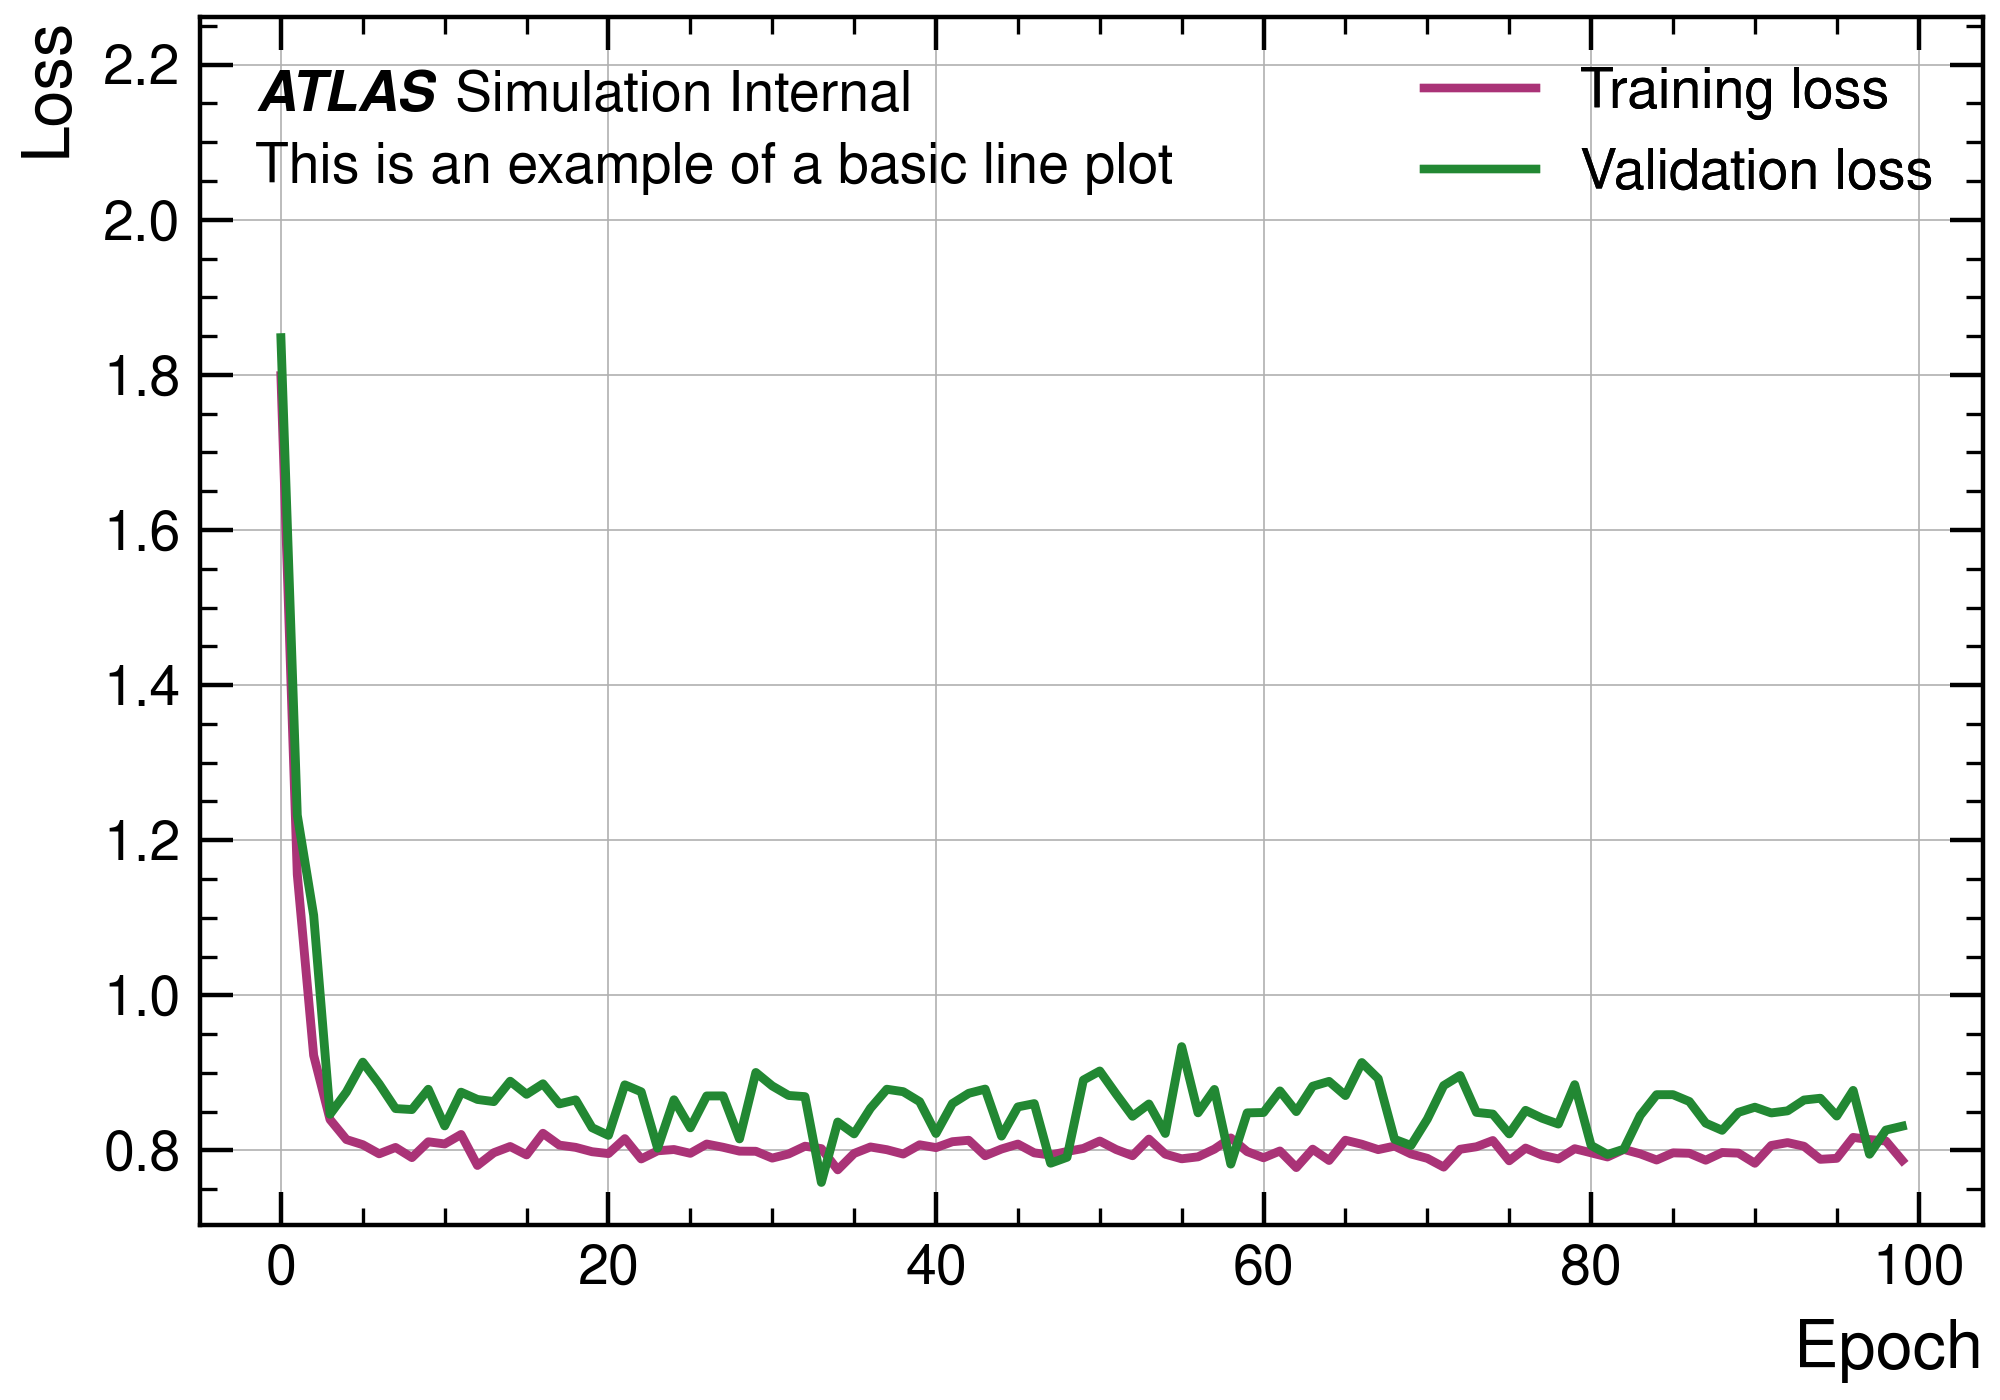 Loss
2.2
2.0
1.8
1.6
1.4
1.2
1.0
0.8
ATLAS Simulation Internal
This is an example of a basic line plot
Training loss
Validation loss
0 20 40 60 80 100
Epoch